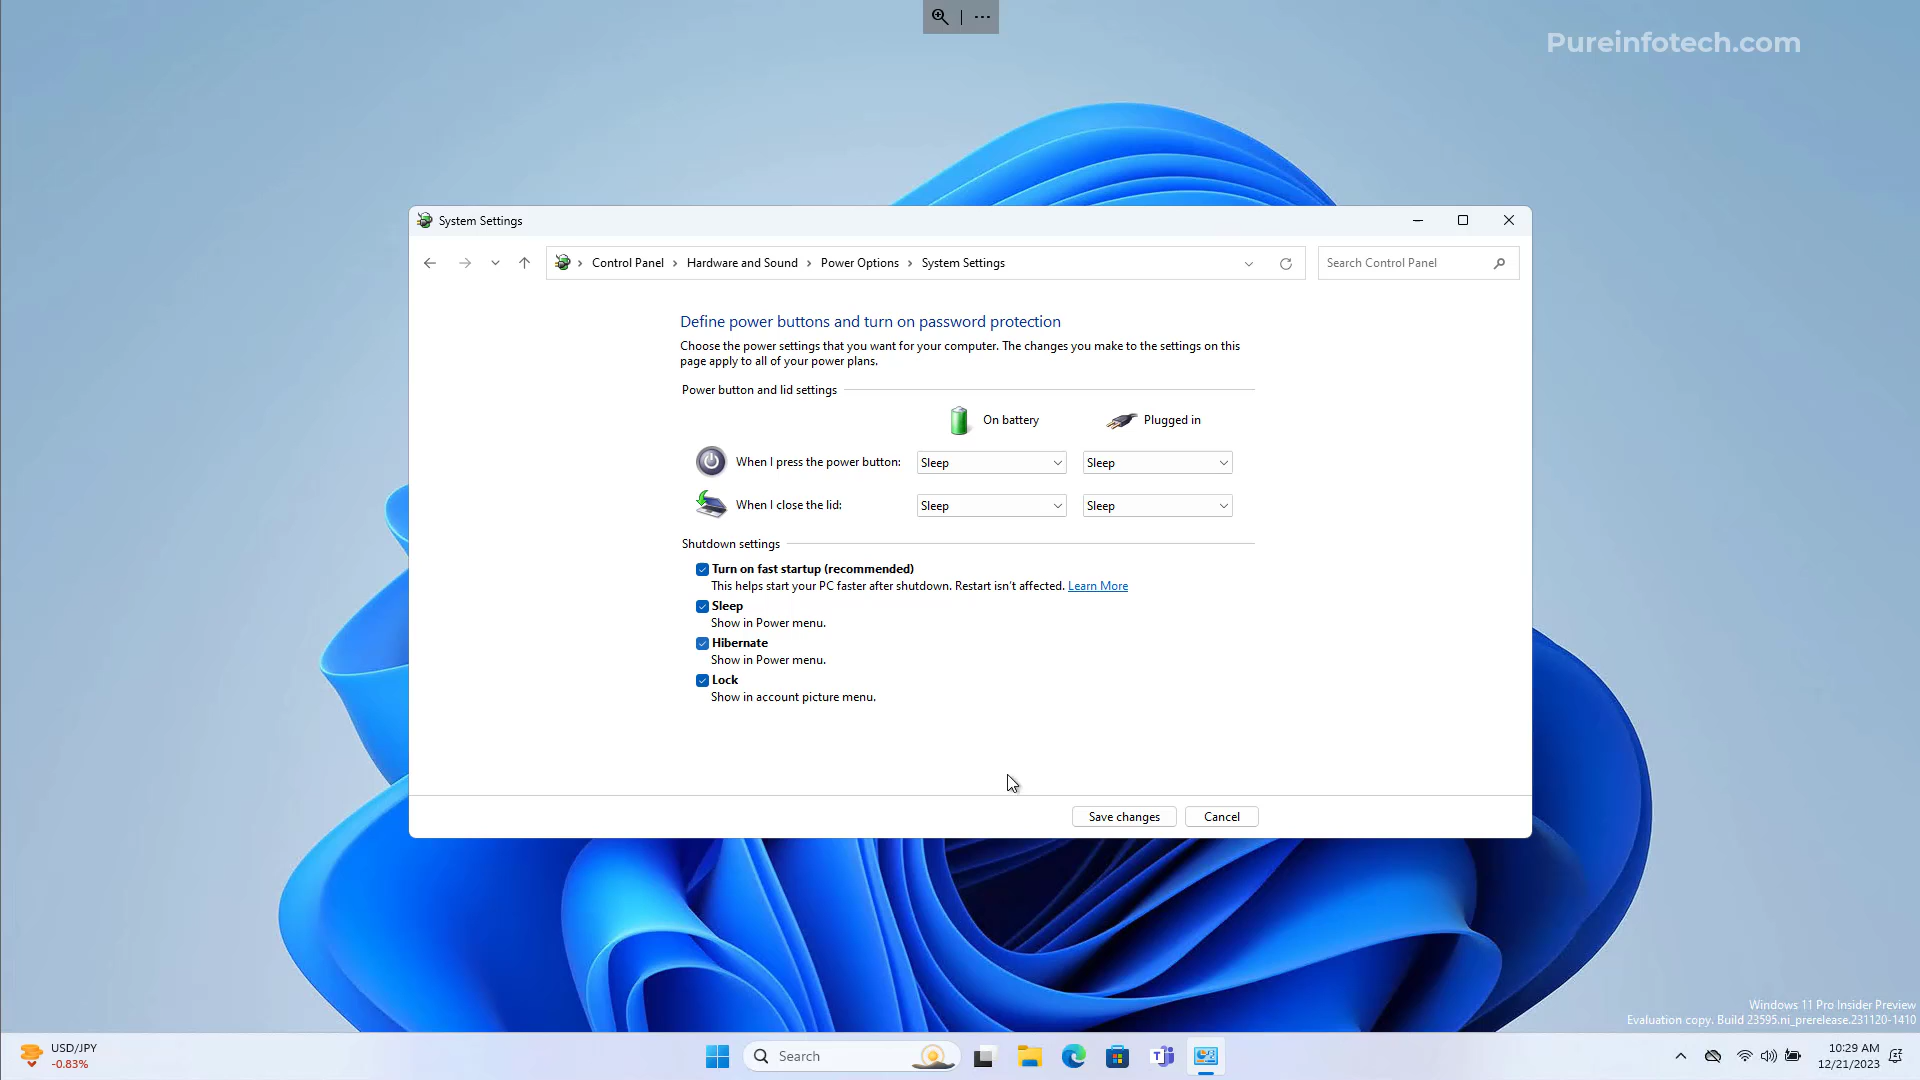 Pureinfotech.com
System Settings
Control Panel > Hardware and Sound > Power Options > System Settings
Search Control Panel
Define power buttons and turn on password protection
Choose the power settings that you want for your computer. The changes you make to the settings on this
page apply to all of your power plans.
Power button and lid settings
On battery Plugged in
When I press the power button: Sleep Sleep
When I close the lid: Sleep Sleep
Shutdown settings
Turn on fast startup (recommended)
This helps start your PC faster after shutdown. Restart isn't affected. Learn More
Sleep
Show in Power menu.
Hibernate
Show in Power menu.
Lock
Show in account picture menu.
Save changes Cancel
Windows 11 Pro Insider Preview
Evaluation copy. Build 23595.ni_prerelease.231120-1410
USD/JPY
-0.83%
Search
10:29 AM
12/21/2023